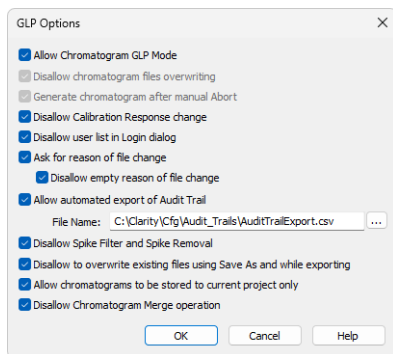 GLP Options
Allow Chromatogram GLP Mode
Disallow chromatogram files overwriting
Generate chromatogram after manual Abort
Disallow Calibration Response change
Disallow user list in Login dialog
Ask for reason of file change
Disallow empty reason of file change
Allow automated export of Audit Trail
File Name: C:\Clarity\Cfg\Audit_Trails\AuditTrailExport.csv ...
Disallow Spike Filter and Spike Removal
Disallow to overwrite existing files using Save As and while exporting
Allow chromatograms to be stored to current project only
Disallow Chromatogram Merge operation
OK Cancel Help